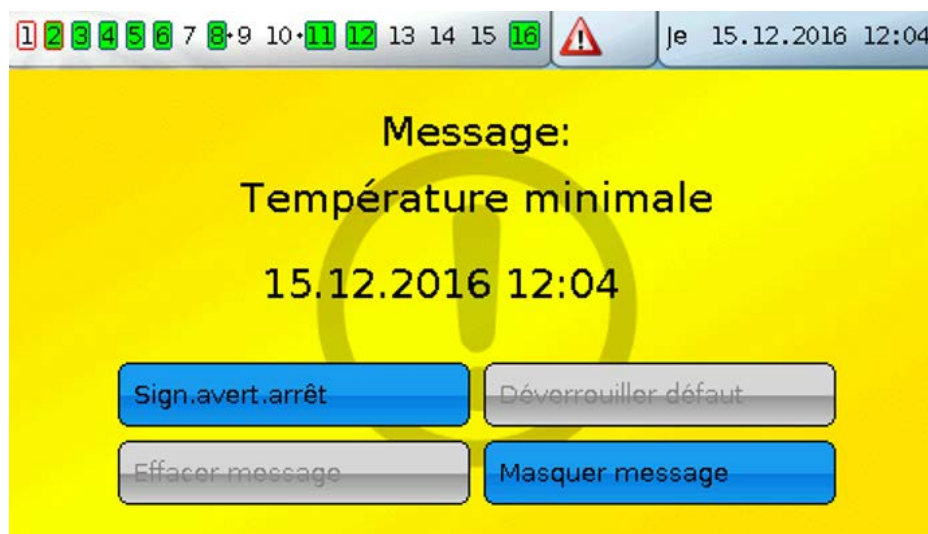 1 2 3 4 5 6 7 8·9 10·11 12 13 14 15 16 Je 15.12.2016 12:04
Message:
Température minimale
15.12.2016 12:04
Sign.avert.arrêt Déverrouiller défaut
Effacer message Masquer message